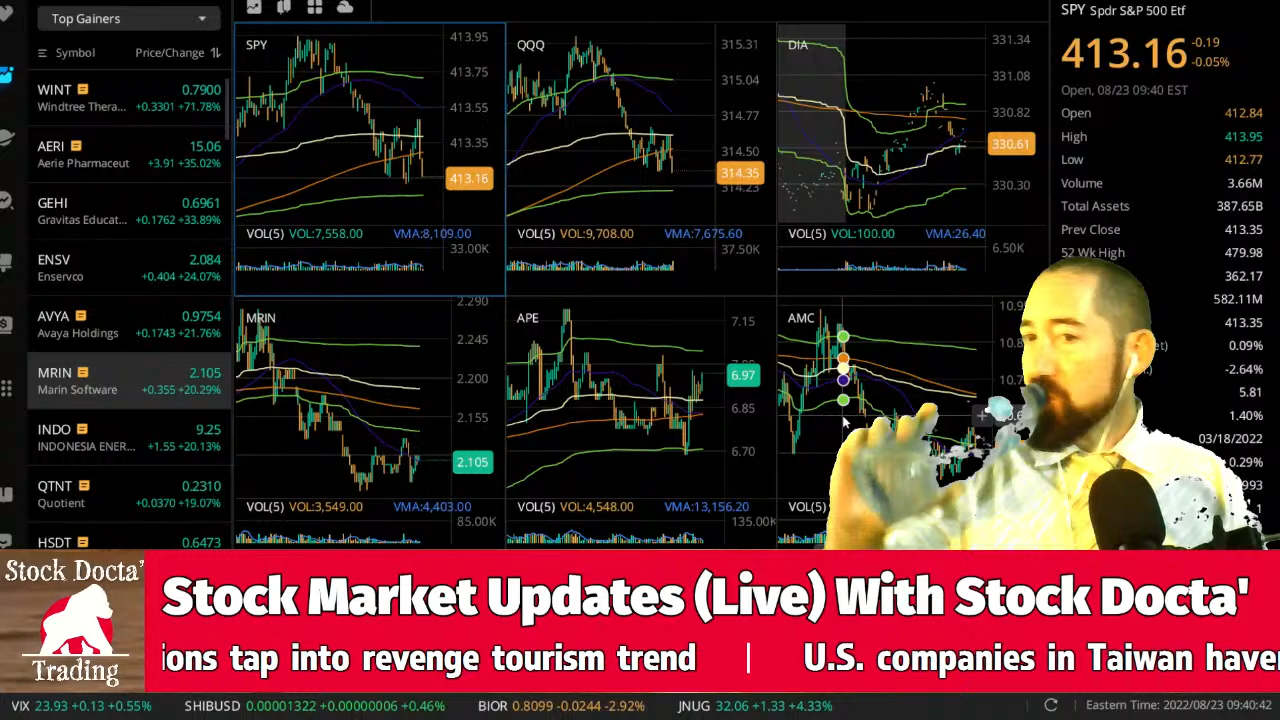 Top Gainers
Symbol Price/Change
WINT 0.7900
Windtree Thera... +0.3301 +71.78%
AERI 15.06
Aerie Pharmaceut +3.91 +35.02%
GEHI 0.6961
Gravitas Educat... +0.1762 +33.89%
ENSV 2.084
Enservco +0.404 +24.07%
AVYA 0.9754
Avaya Holdings +0.1743 +21.76%
MRIN 2.105
Marin Software +0.355 +20.29%
INDO 9.25
INDONESIA ENER... +1.55 +20.13%
QTNT 0.2310
Quotient +0.0370 +19.07%
HSDT 0.6473
SPY
413.95
413.75
413.55
413.35
413.16
VOL(5) VOL:7,558.00 VMA:8,109.00
33.00K
QQQ
315.31
315.04
314.77
314.50
314.35
314.23
VOL(5) VOL:9,708.00 VMA:7,675.60
37.50K
DIA
331.34
331.08
330.82
330.61
330.30
VOL(5) VOL:100.00 VMA:26.40
6.50K
MRIN
2.290
2.245
2.200
2.155
2.105
VOL(5) VOL:3,549.00 VMA:4,403.00
85.00K
APE
7.15
6.97
6.85
6.70
VOL(5) VOL:4,548.00 VMA:13,156.20
135.00K
AMC
VOL(5)
SPY Spdr S&P 500 Etf
413.16 -0.19
-0.05%
Open, 08/23 09:40 EST
Open 412.84
High 413.95
Low 412.77
Volume 3.66M
Total Assets 387.65B
Prev Close 413.35
52 Wk High 479.98
362.17
582.11M
413.35
0.09%
-2.64%
5.81
1.40%
03/18/2022
Stock Docta'
Trading
Stock Market Updates (Live) With Stock Docta'
ions tap into revenge tourism trend | U.S. companies in Taiwan haven
VIX 23.93 +0.13 +0.55% SHIBUSD 0.00001322 +0.00000006 +0.46% BIOR 0.8099 -0.0244 -2.92% JNUG 32.06 +1.33 +4.33% Eastern Time: 2022/08/23 09:40:42